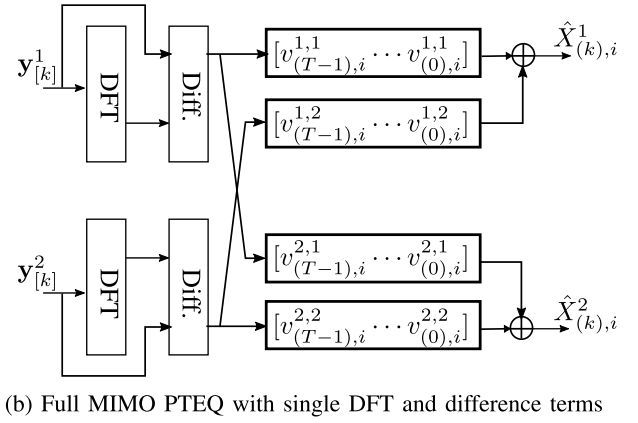 y^1_{[k]} DFT Diff. [v^{1,1}_{(T−1),i} ⋯ v^{1,1}_{(0),i}] X̂^1_{(k),i}
[v^{1,2}_{(T−1),i} ⋯ v^{1,2}_{(0),i}]
y^2_{[k]} DFT Diff. [v^{2,1}_{(T−1),i} ⋯ v^{2,1}_{(0),i}]
[v^{2,2}_{(T−1),i} ⋯ v^{2,2}_{(0),i}] X̂^2_{(k),i}
(b) Full MIMO PTEQ with single DFT and difference terms